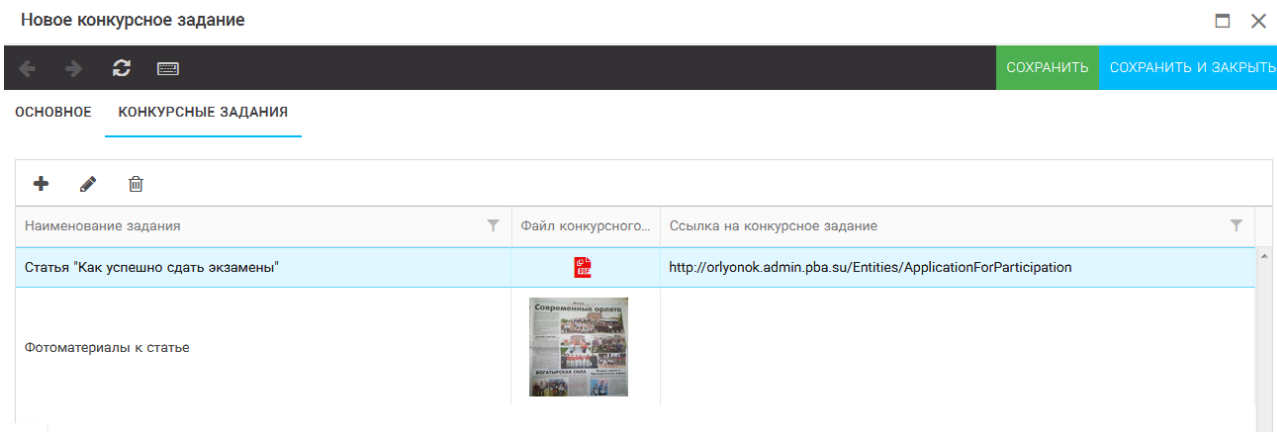 Новое конкурсное задание
СОХРАНИТЬ СОХРАНИТЬ И ЗАКРЫТЬ
ОСНОВНОЕ КОНКУРСНЫЕ ЗАДАНИЯ
Наименование задания Файл конкурсного... Ссылка на конкурсное задание
Статья "Как успешно сдать экзамены" http://orlyonok.admin.pba.su/Entities/ApplicationForParticipation
Современные орлята
Фотоматериалы к статье
БОГАТЫРСКАЯ СИЛА